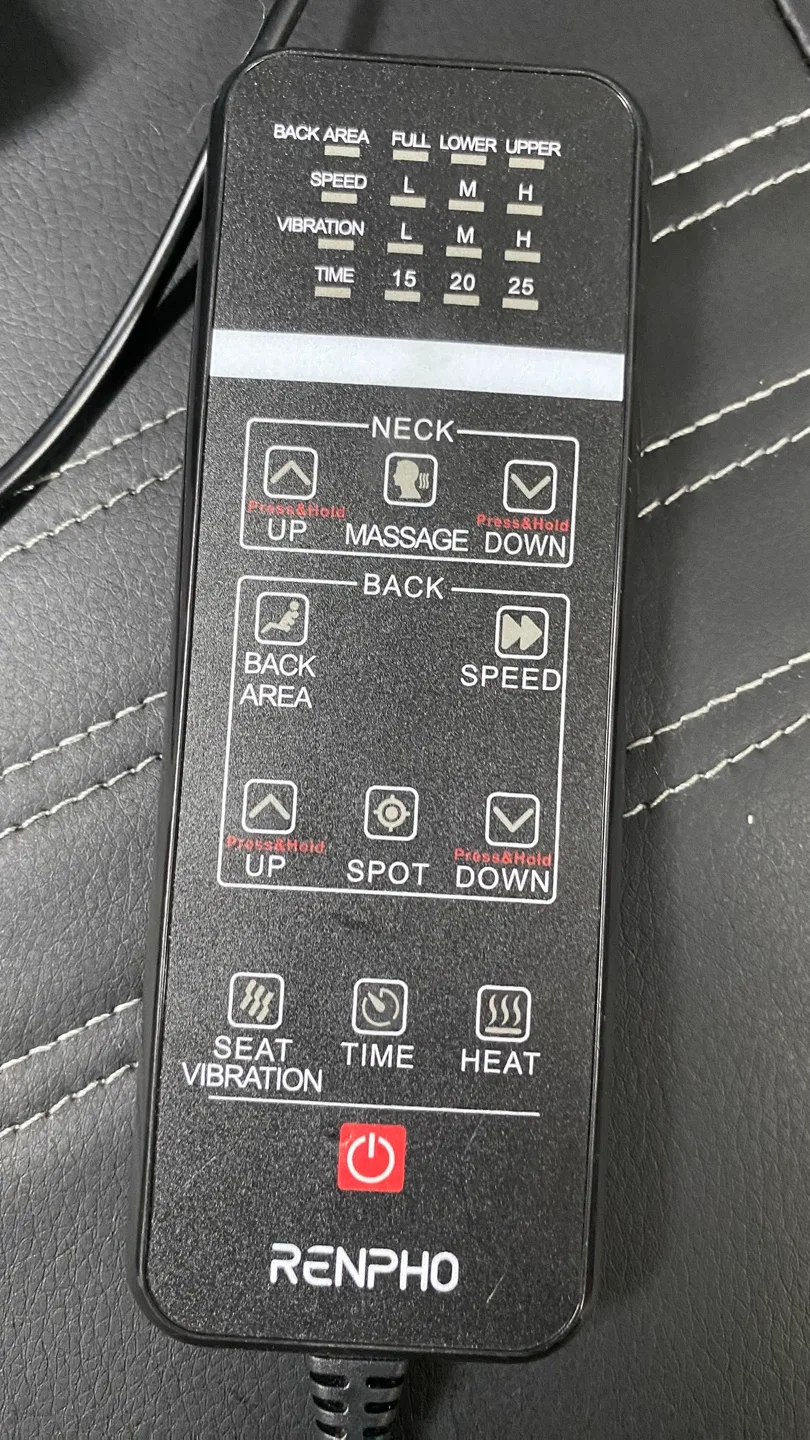 BACK AREA FULL LOWER UPPER
SPEED L M H
VIBRATION L M H
TIME 15 20 25
NECK
Press&Hold Press&Hold
UP MASSAGE DOWN
BACK
BACK AREA SPEED
Press&Hold Press&Hold
UP SPOT DOWN
SEAT VIBRATION TIME HEAT
RENPHO